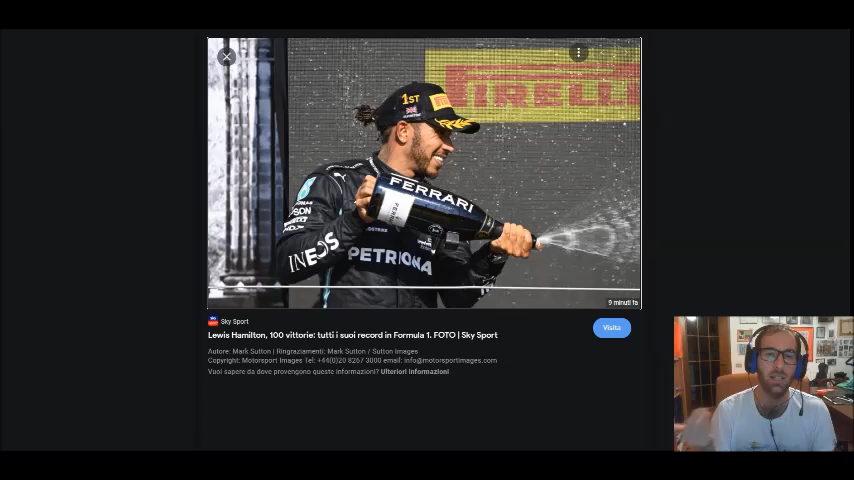 1ST
PIRELLI
FERRARI
FERRARI
INEOS
PETRONA
9 minuti fa
Sky Sport
Lewis Hamilton, 100 vittorie: tutti i suoi record in Formula 1. FOTO | Sky Sport
Visita
Autore: Mark Sutton | Ringraziamenti: Mark Sutton / Sutton Images
Copyright: Motorsport Images Tel: +44(0)20 8267 3000 email: info@motorsportimages.com
Vuoi sapere da dove provengono queste informazioni? Ulteriori informazioni